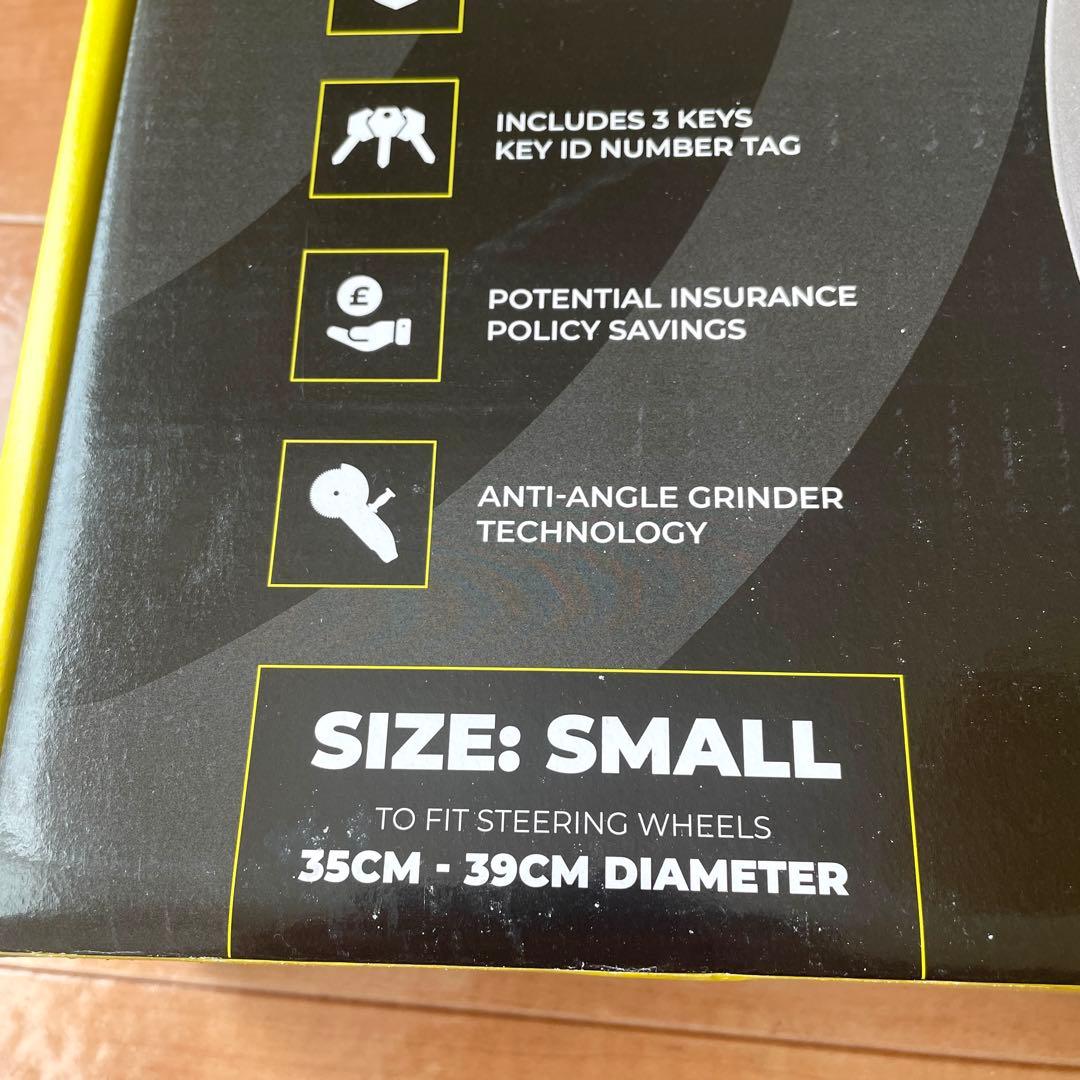 INCLUDES 3 KEYS
KEY ID NUMBER TAG
£
POTENTIAL INSURANCE
POLICY SAVINGS
ANTI-ANGLE GRINDER
TECHNOLOGY
SIZE: SMALL
TO FIT STEERING WHEELS
35CM - 39CM DIAMETER